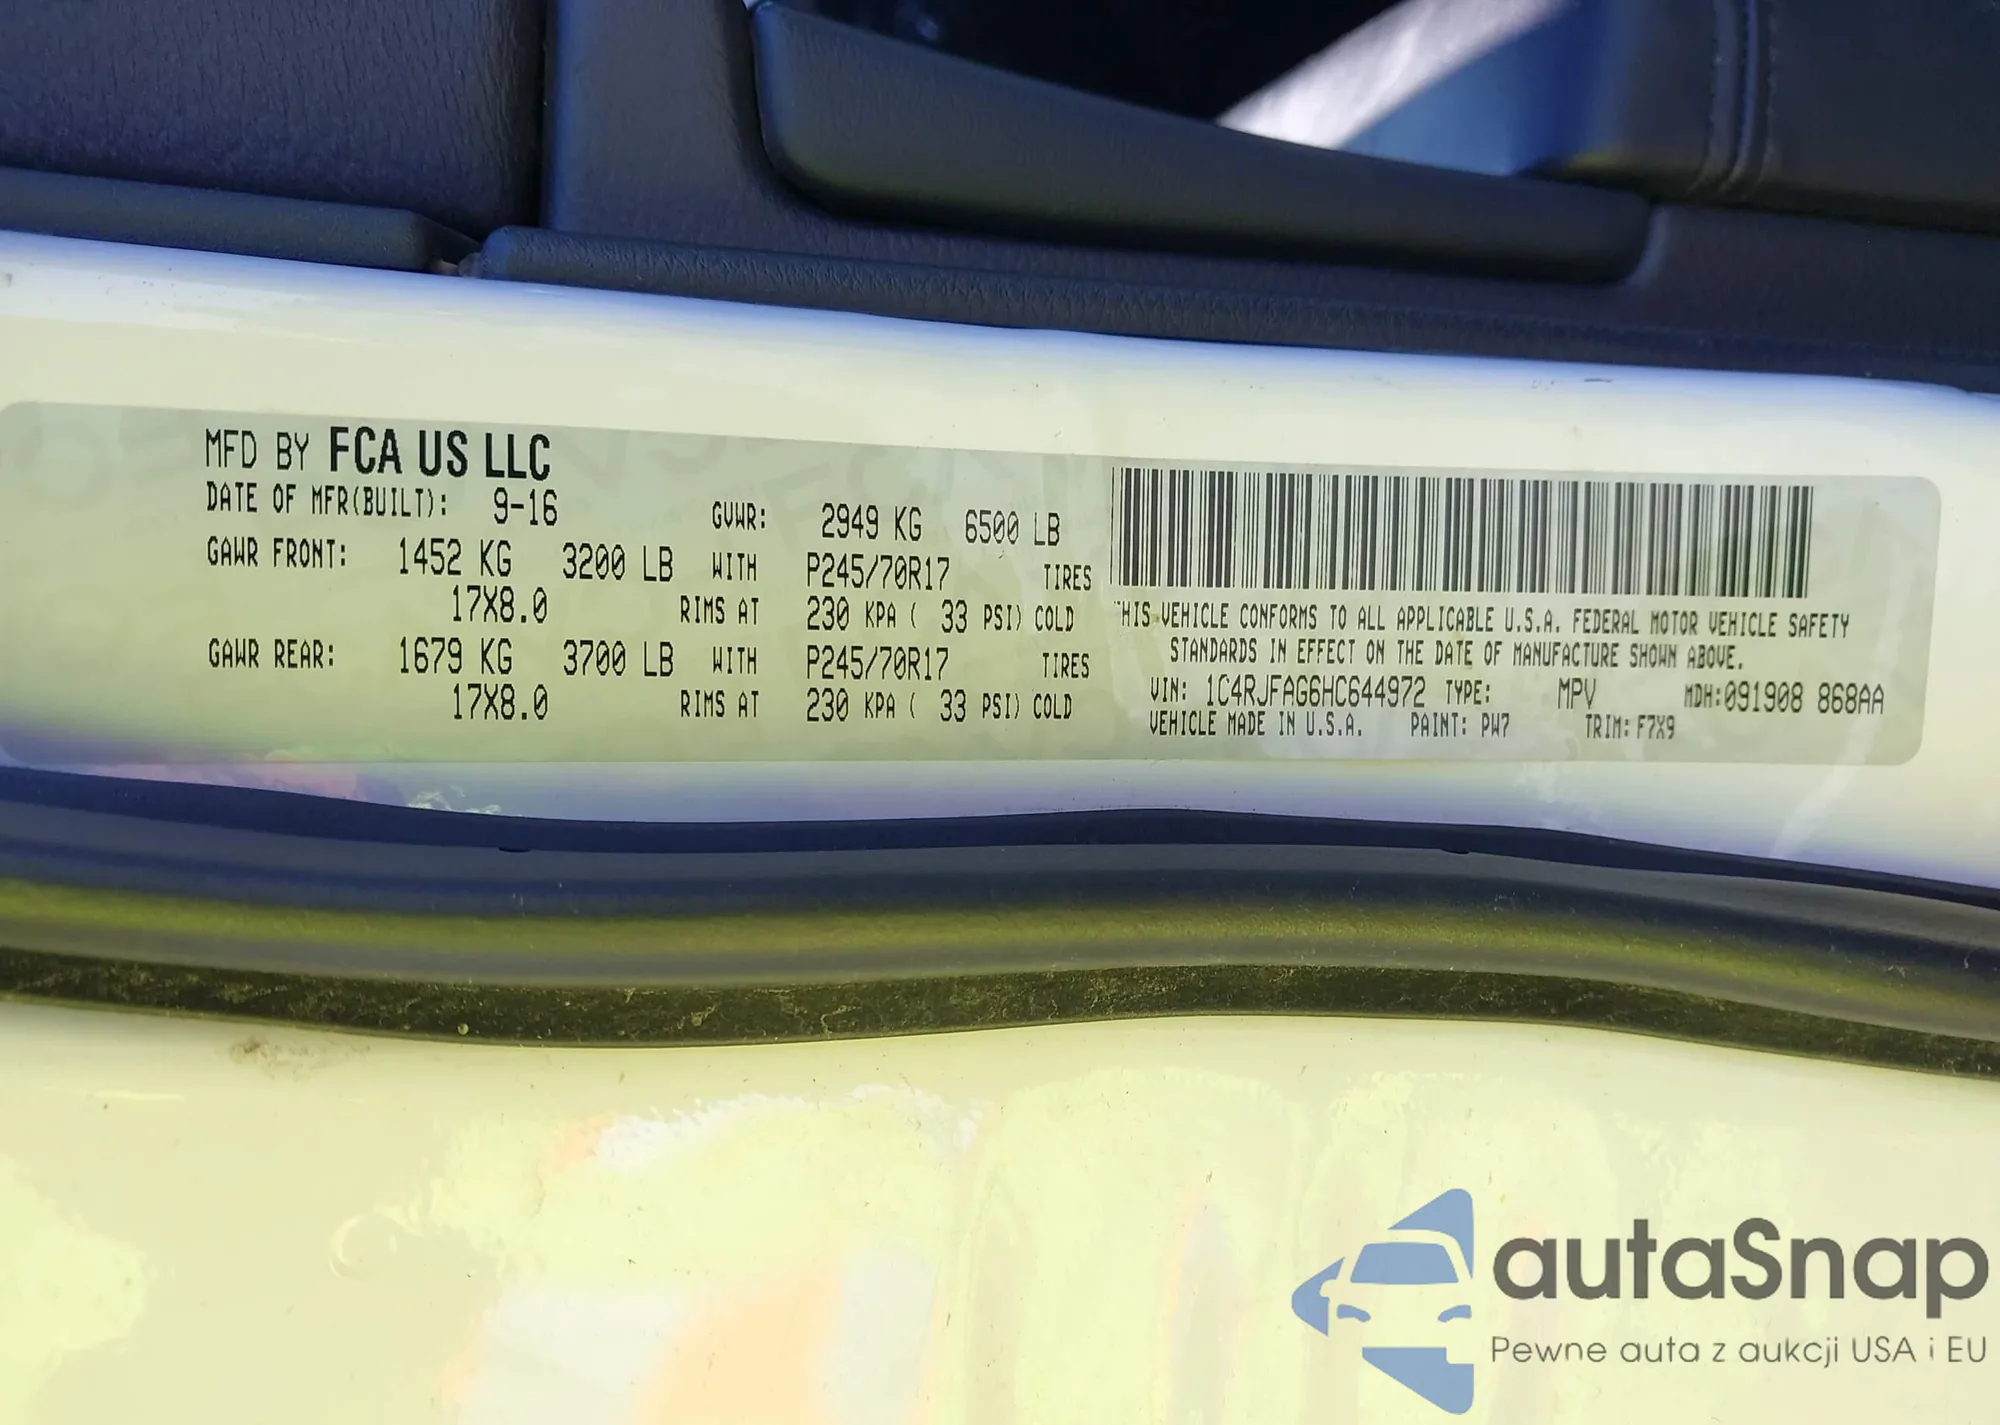 MFD BY FCA US LLC
DATE OF MFR(BUILT): 9-16 GVWR: 2949 KG 6500 LB
GAWR FRONT: 1452 KG 3200 LB WITH P245/70R17 TIRES
17X8.0 RIMS AT 230 KPA ( 33 PSI) COLD
GAWR REAR: 1679 KG 3700 LB WITH P245/70R17 TIRES
17X8.0 RIMS AT 230 KPA ( 33 PSI) COLD
THIS VEHICLE CONFORMS TO ALL APPLICABLE U.S.A. FEDERAL MOTOR VEHICLE SAFETY
STANDARDS IN EFFECT ON THE DATE OF MANUFACTURE SHOWN ABOVE.
VIN: 1C4RJFAG6HC644972 TYPE: MPV MDH:091908 868AA
VEHICLE MADE IN U.S.A. PAINT: PW7 TRIM: F7X9
autaSnap
Pewne auta z aukcji USA i EU